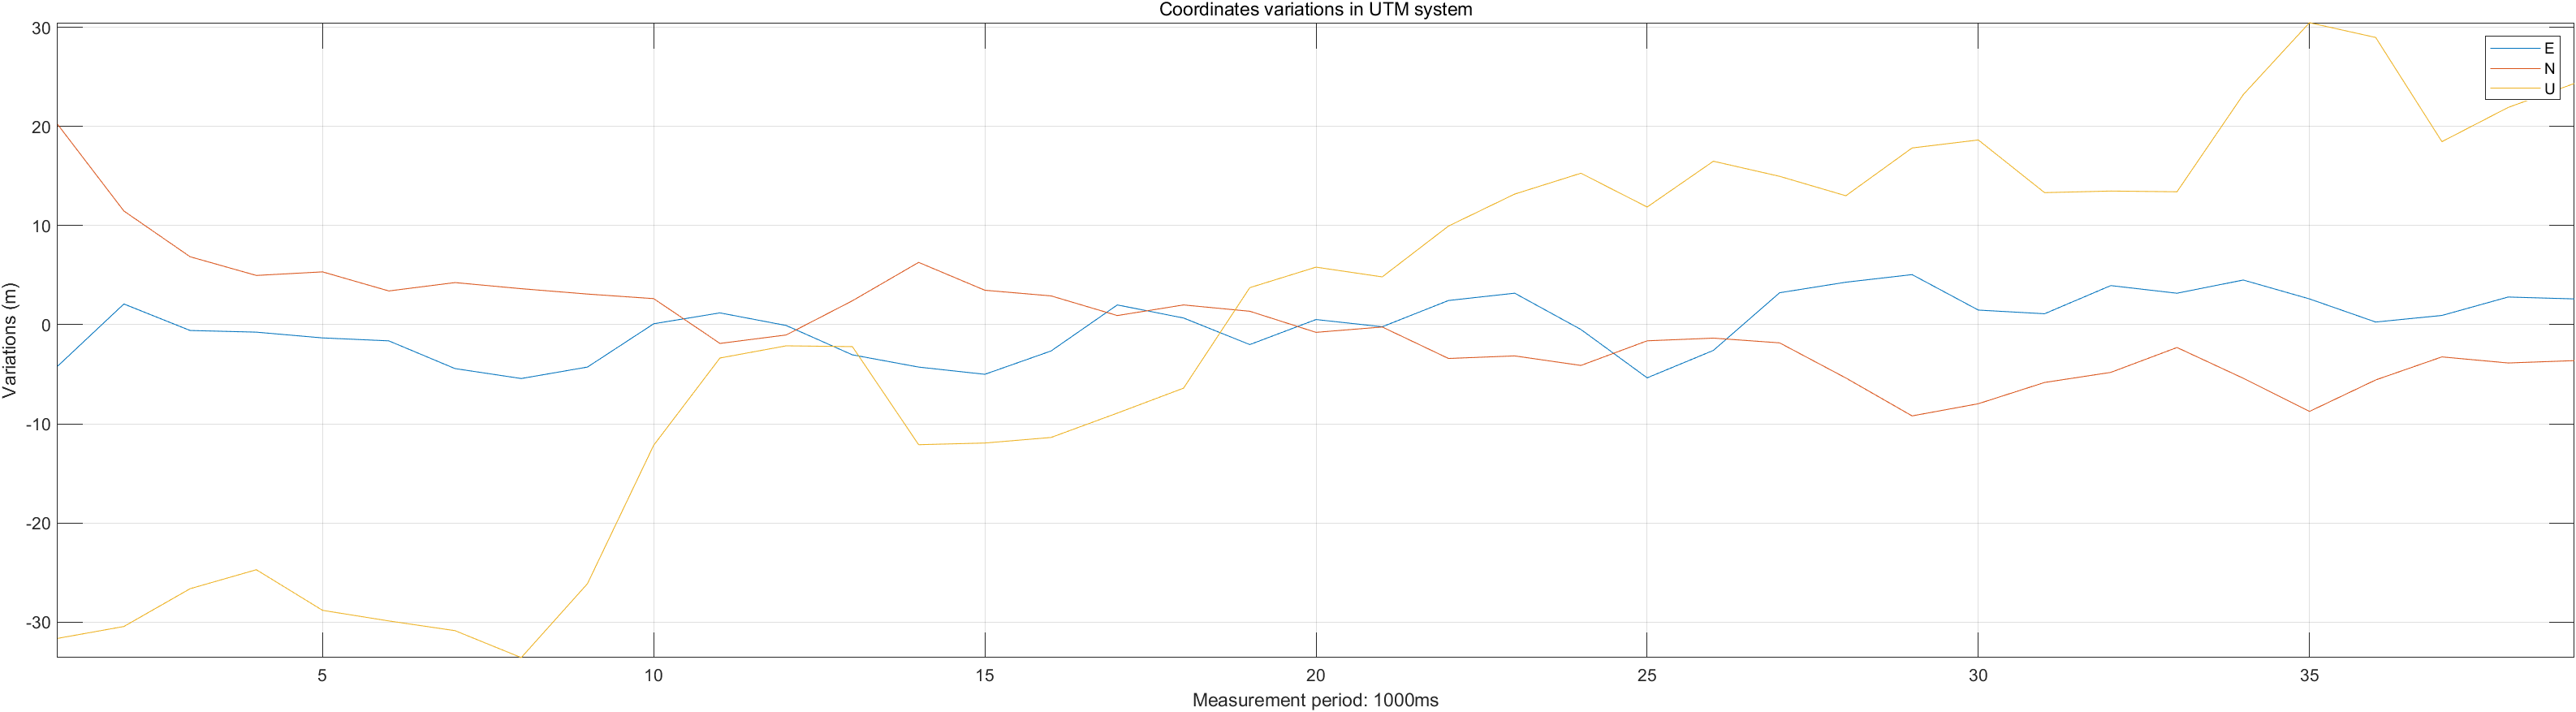 Coordinates variations in UTM system
30
20
10
0
-10
-20
-30
Variations (m)
E
N
U
5
10
15
20
25
30
35
Measurement period: 1000ms